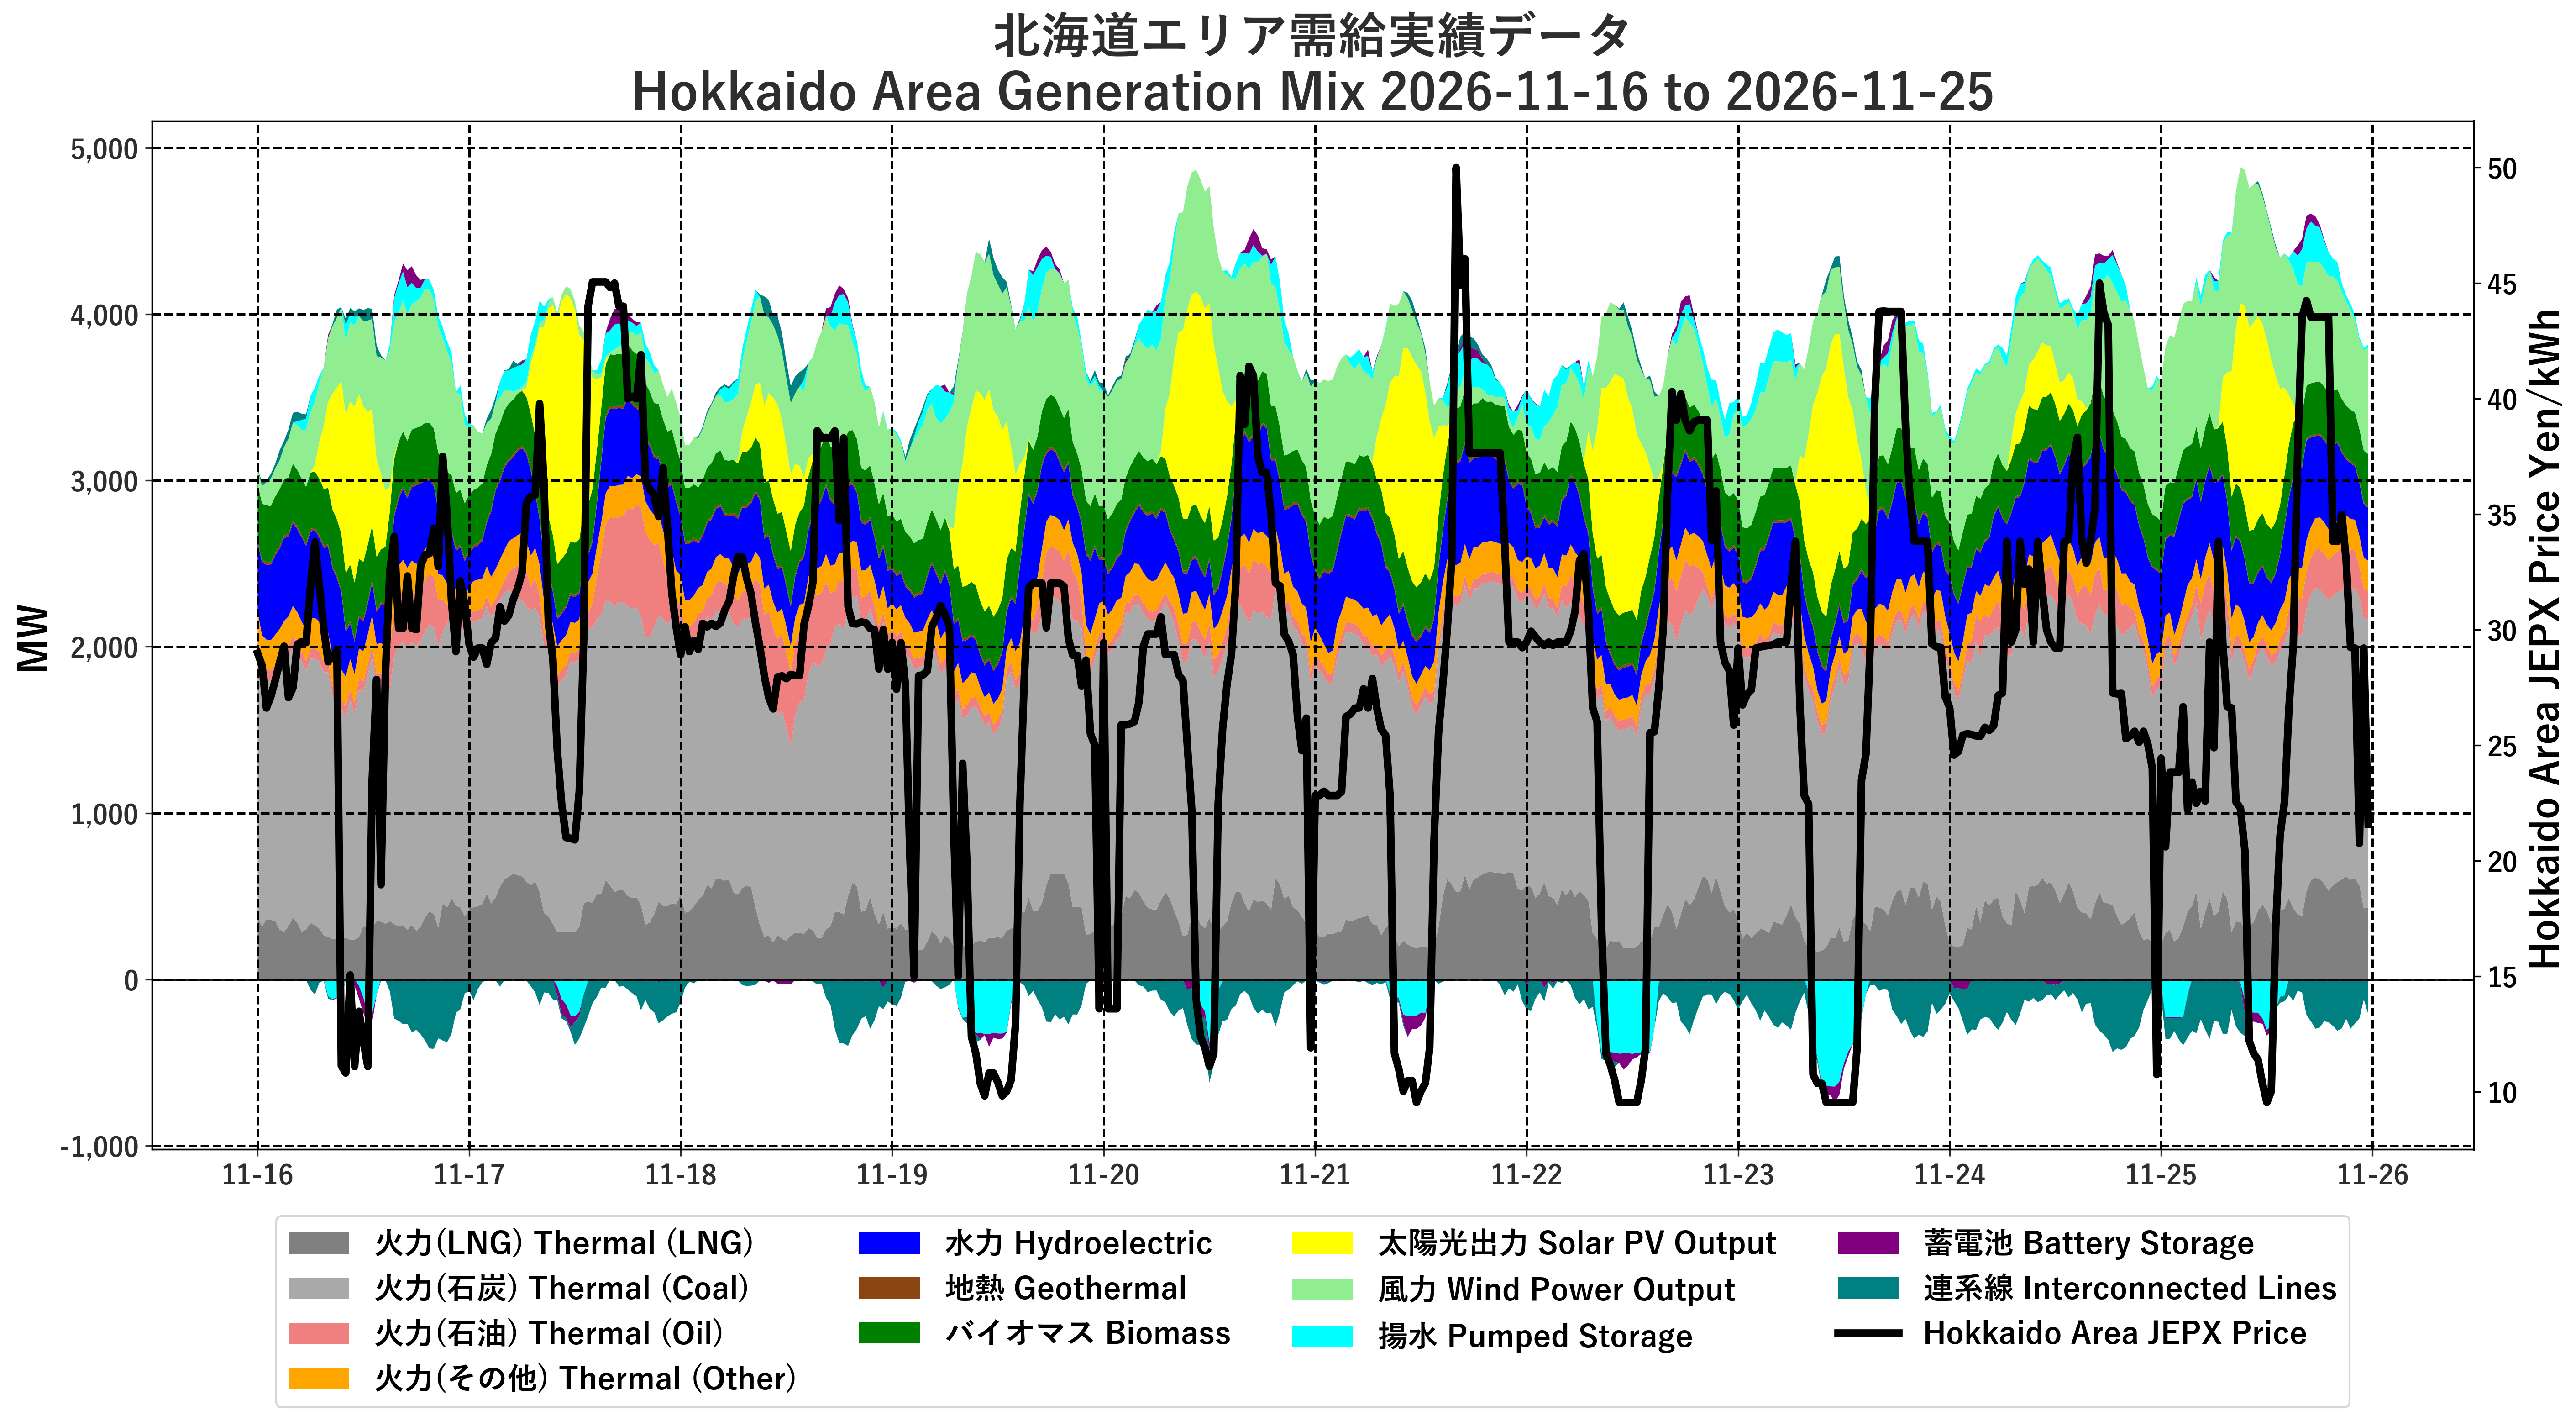 北海道エリア需給実績データ
Hokkaido Area Generation Mix 2026-11-16 to 2026-11-25
5,000
4,000
3,000
2,000
1,000
0
-1,000
MW
50
45
40
35
30
25
20
15
10
Hokkaido Area JEPX Price Yen/kWh
11-16 11-17 11-18 11-19 11-20 11-21 11-22 11-23 11-24 11-25 11-26
火力(LNG) Thermal (LNG)
火力(石炭) Thermal (Coal)
火力(石油) Thermal (Oil)
火力(その他) Thermal (Other)
水力 Hydroelectric
地熱 Geothermal
バイオマス Biomass
太陽光出力 Solar PV Output
風力 Wind Power Output
揚水 Pumped Storage
蓄電池 Battery Storage
連系線 Interconnected Lines
Hokkaido Area JEPX Price